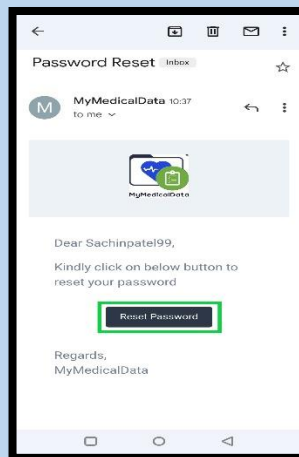 Password Reset Inbox
M
MyMedicalData 10:37
to me
MyMedicalData
Dear Sachinpatel99,
Kindly click on below button to
reset your password
Reset Password
Regards,
MyMedicalData